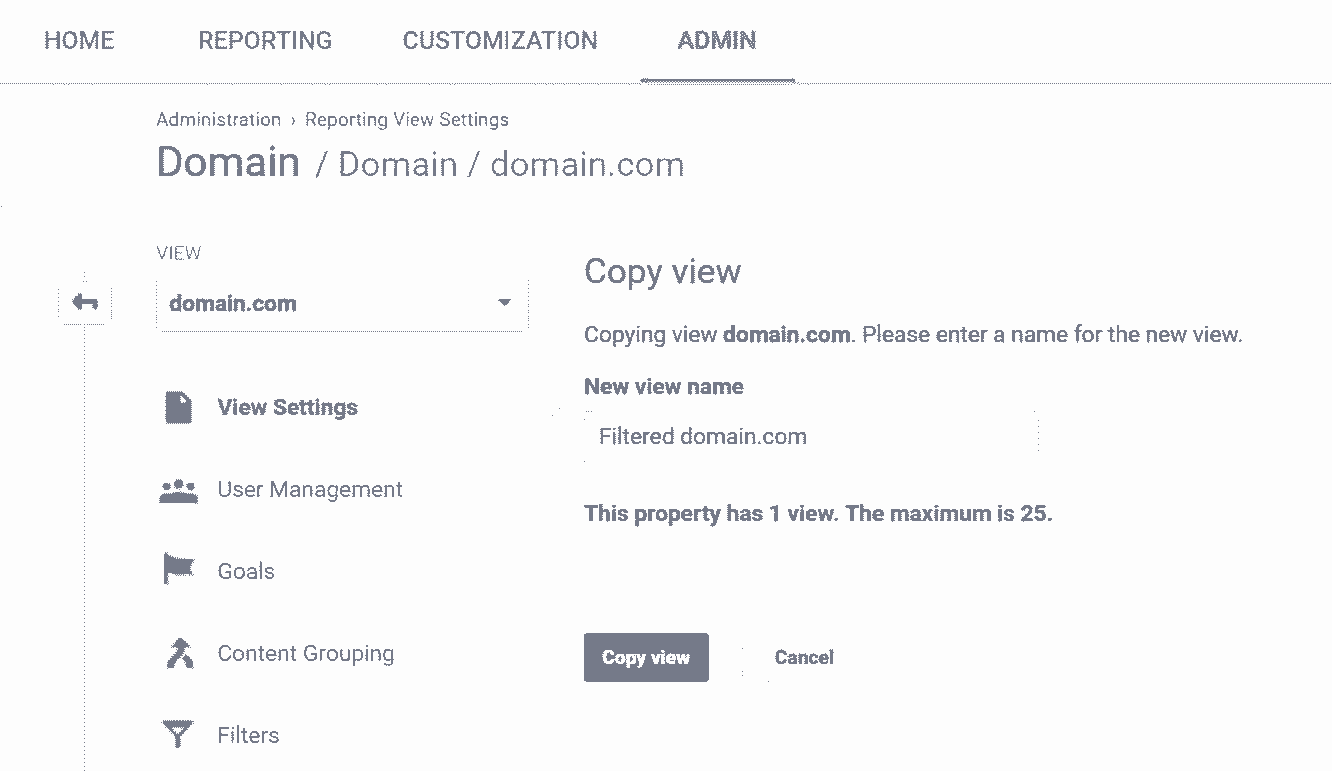 HOME REPORTING CUSTOMIZATION ADMIN
Administration › Reporting View Settings
Domain / Domain / domain.com
VIEW
domain.com
View Settings
User Management
Goals
Content Grouping
Filters
Copy view
Copying view domain.com. Please enter a name for the new view.
New view name
Filtered domain.com
This property has 1 view. The maximum is 25.
Copy view Cancel